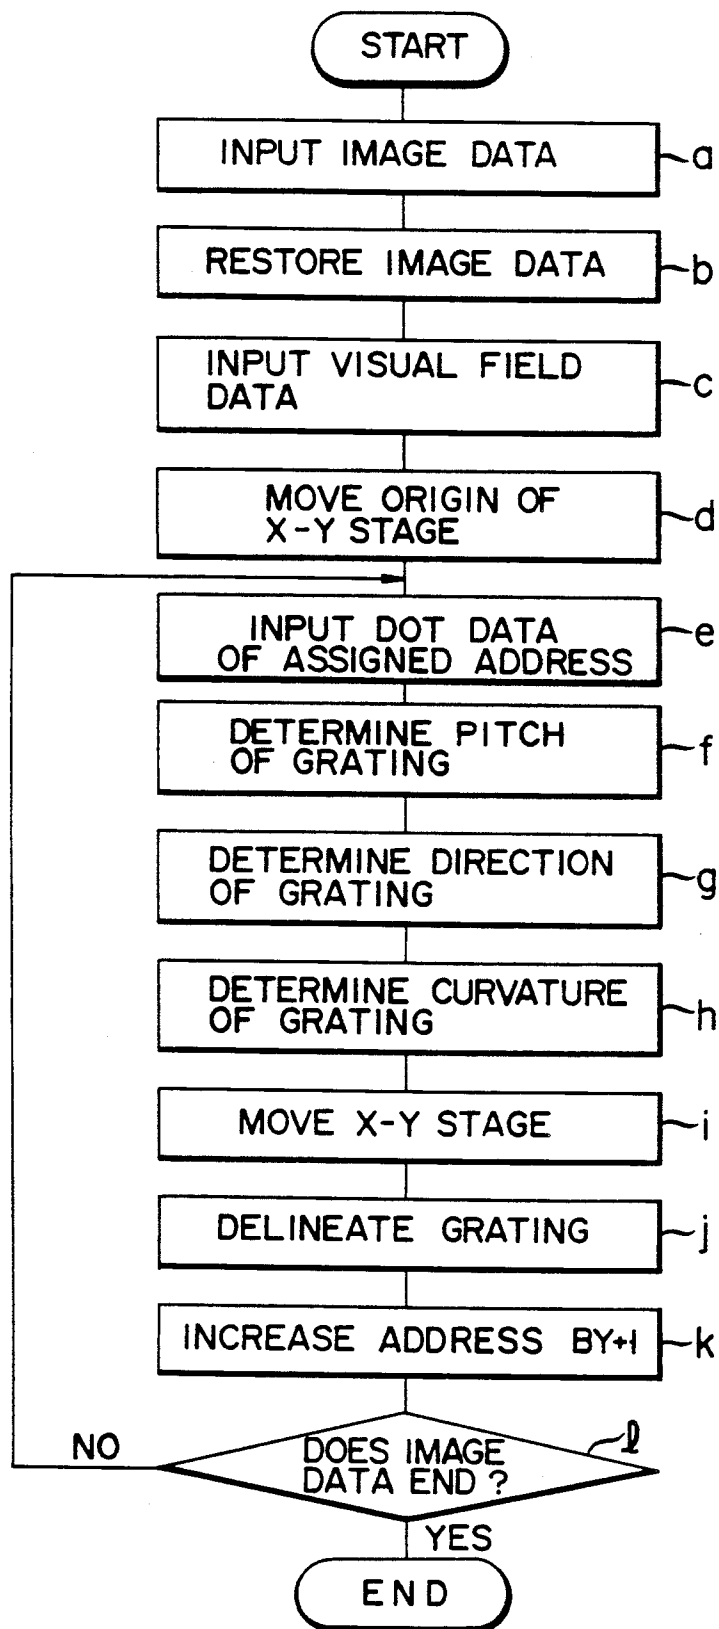 START
INPUT IMAGE DATA
a
RESTORE IMAGE DATA
b
INPUT VISUAL FIELD
DATA
c
MOVE ORIGIN OF
X-Y STAGE
d
INPUT DOT DATA
OF ASSIGNED ADDRESS
e
DETERMINE PITCH
OF GRATING
f
DETERMINE DIRECTION
OF GRATING
g
DETERMINE CURVATURE
OF GRATING
h
MOVE X-Y STAGE
i
DELINEATE GRATING
j
INCREASE ADDRESS BY+1
k
NO
DOES IMAGE
DATA END ?
l
YES
END